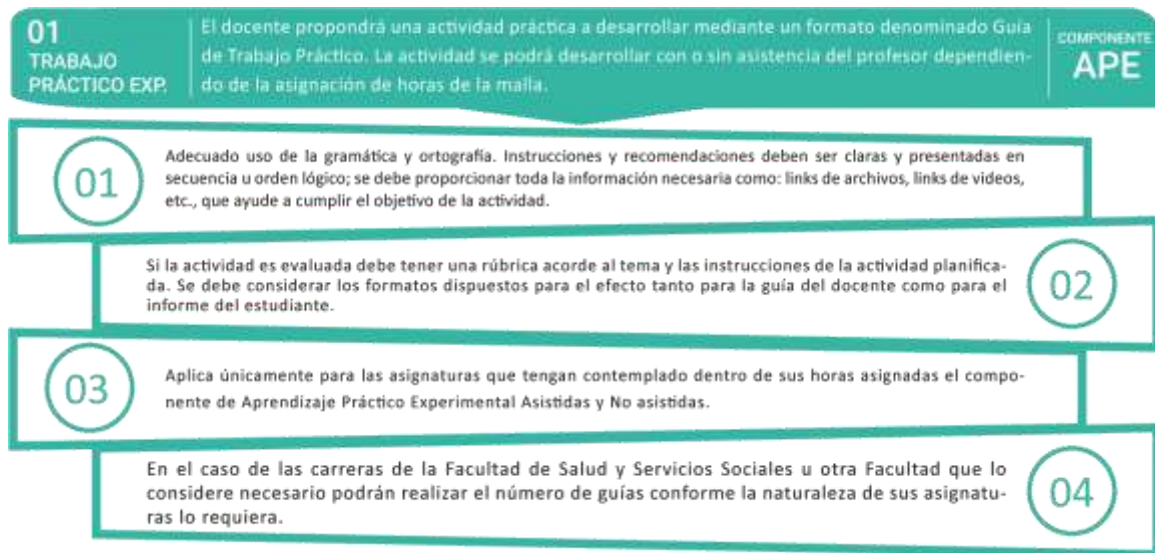 01
TRABAJO
PRÁCTICO EXP.
El docente propondrá una actividad práctica a desarrollar mediante un formato denominado Guía
de Trabajo Práctico. La actividad se podrá desarrollar con o sin asistencia del profesor dependien-
do de la asignación de horas de la malla.
COMPONENTE
APE
01
Adecuado uso de la gramática y ortografía. Instrucciones y recomendaciones deben ser claras y presentadas en
secuencia u orden lógico; se debe proporcionar toda la información necesaria como: links de archivos, links de videos,
etc., que ayude a cumplir el objetivo de la actividad.
Si la actividad es evaluada debe tener una rúbrica acorde al tema y las instrucciones de la actividad planifica-
da. Se debe considerar los formatos dispuestos para el efecto tanto para la guía del docente como para el
informe del estudiante.
02
03
Aplica únicamente para las asignaturas que tengan contemplado dentro de sus horas asignadas el compo-
nente de Aprendizaje Práctico Experimental Asistidas y No asistidas.
En el caso de las carreras de la Facultad de Salud y Servicios Sociales u otra Facultad que lo
considere necesario podrán realizar el número de guías conforme la naturaleza de sus asignatu-
ras lo requiera.
04